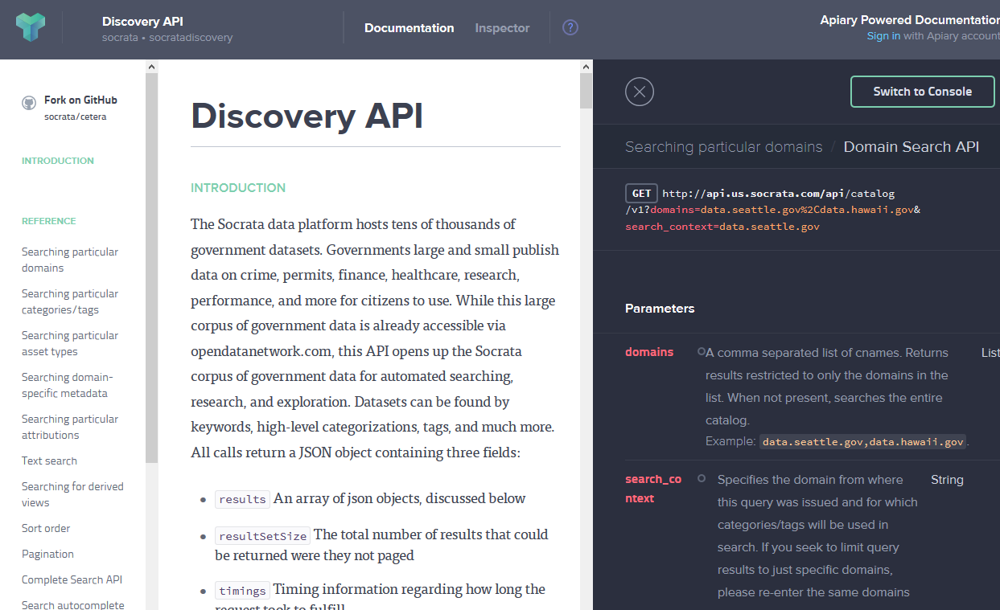 Discovery API
socrata • socratadiscovery
Documentation
Inspector
?
Apiary Powered Documentation
Sign in with Apiary account
Fork on GitHub
socrata/cetera
INTRODUCTION
REFERENCE
Searching particular
domains
Searching particular
categories/tags
Searching particular
asset types
Searching domain-
specific metadata
Searching particular
attributions
Text search
Searching for derived
views
Sort order
Pagination
Complete Search API
Search autocomplete
Discovery API
INTRODUCTION
The Socrata data platform hosts tens of thousands of
government datasets. Governments large and small publish
data on crime, permits, finance, healthcare, research,
performance, and more for citizens to use. While this large
corpus of government data is already accessible via
opendatanetwork.com, this API opens up the Socrata
corpus of government data for automated searching,
research, and exploration. Datasets can be found by
keywords, high-level categorizations, tags, and much more.
All calls return a JSON object containing three fields:
• results An array of json objects, discussed below
• resultSetSize The total number of results that could
be returned were they not paged
• timings Timing information regarding how long the
request took to fulfill
Switch to Console
Searching particular domains / Domain Search API
GET http://api.us.socrata.com/api/catalog
/v1?domains=data.seattle.gov%2Cdata.hawaii.gov&
search_context=data.seattle.gov
Parameters
domains
A comma separated list of cnames. Returns
results restricted to only the domains in the
list. When not present, searches the entire
catalog.
Example: data.seattle.gov,data.hawaii.gov.
List
search_co
ntext
Specifies the domain from where
this query was issued and for which
categories/tags will be used in
search. If you seek to limit query
results to just specific domains,
please re-enter the same domains
String